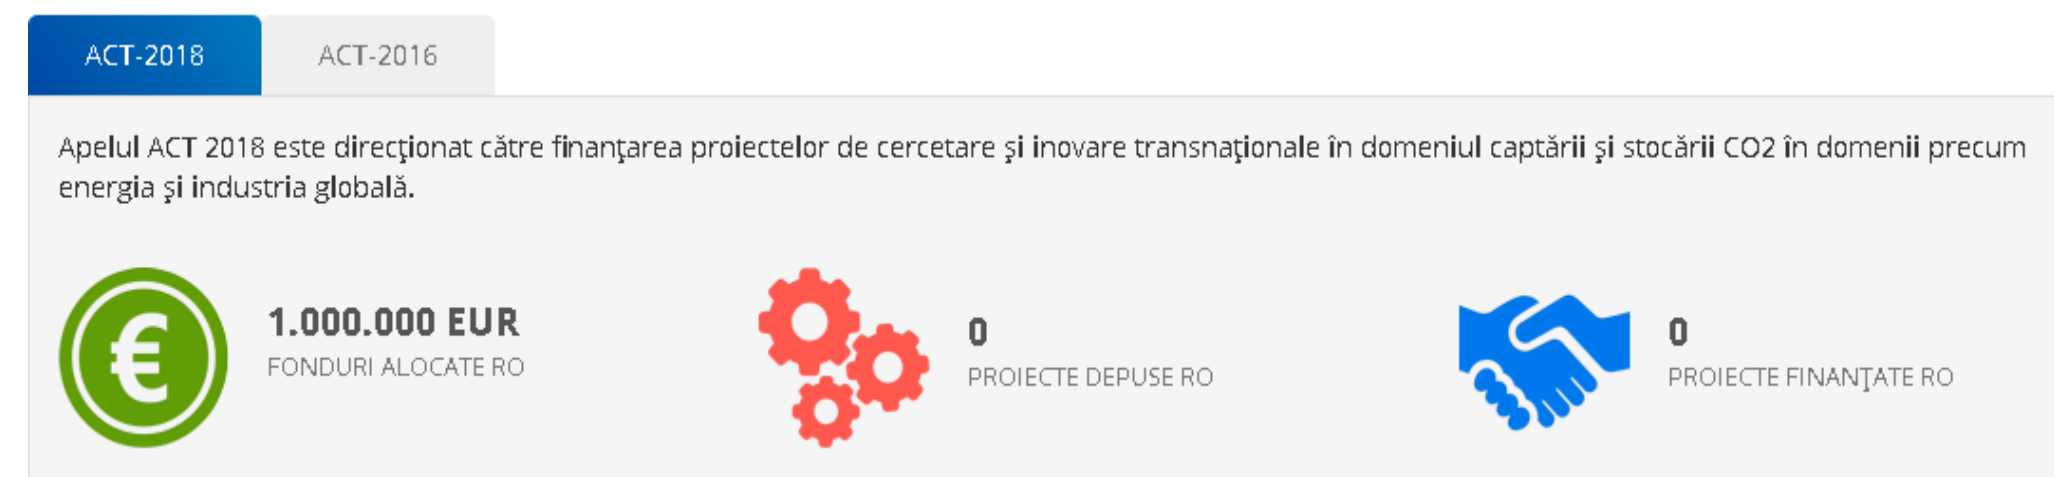 ACT-2018
ACT-2016
Apelul ACT 2018 este direcţionat către finanţarea proiectelor de cercetare şi inovare transnaţionale în domeniul captării şi stocării CO2 în domenii precum
energia şi industria globală.
1.000.000 EUR
FONDURI ALOCATE RO
0
PROIECTE DEPUSE RO
0
PROIECTE FINANŢATE RO